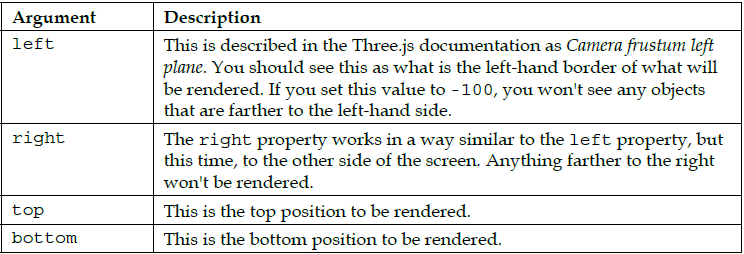 Argument Description
left This is described in the Three.js documentation as Camera frustum left
plane. You should see this as what is the left-hand border of what will
be rendered. If you set this value to -100, you won't see any objects
that are farther to the left-hand side.
right The right property works in a way similar to the left property, but
this time, to the other side of the screen. Anything farther to the right
won't be rendered.
top This is the top position to be rendered.
bottom This is the bottom position to be rendered.